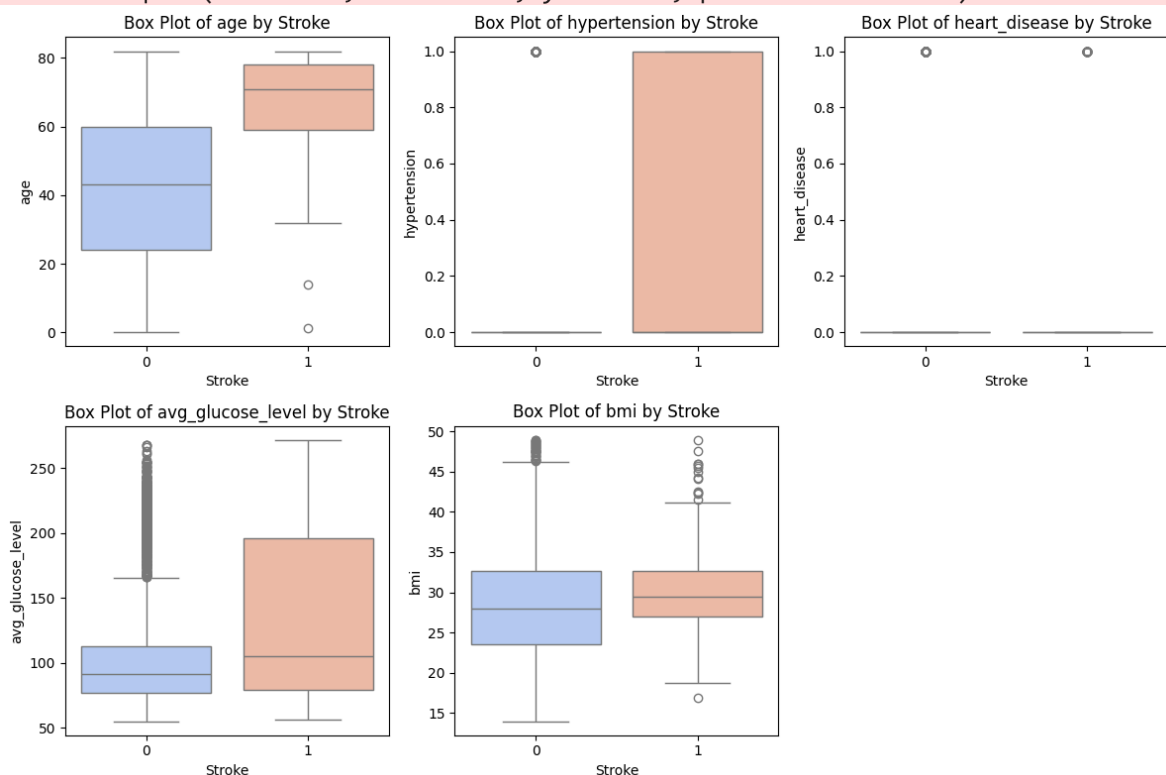 Box Plot of age by Stroke
80
60
40
20
0
age
0 1
Stroke
Box Plot of hypertension by Stroke
1.0
0.8
0.6
0.4
0.2
0.0
hypertension
0 1
Stroke
Box Plot of heart_disease by Stroke
1.0
0.8
0.6
0.4
0.2
0.0
heart_disease
0 1
Stroke
Box Plot of avg_glucose_level by Stroke
250
200
150
100
50
avg_glucose_level
0 1
Stroke
Box Plot of bmi by Stroke
50
45
40
35
30
25
20
15
bmi
0 1
Stroke